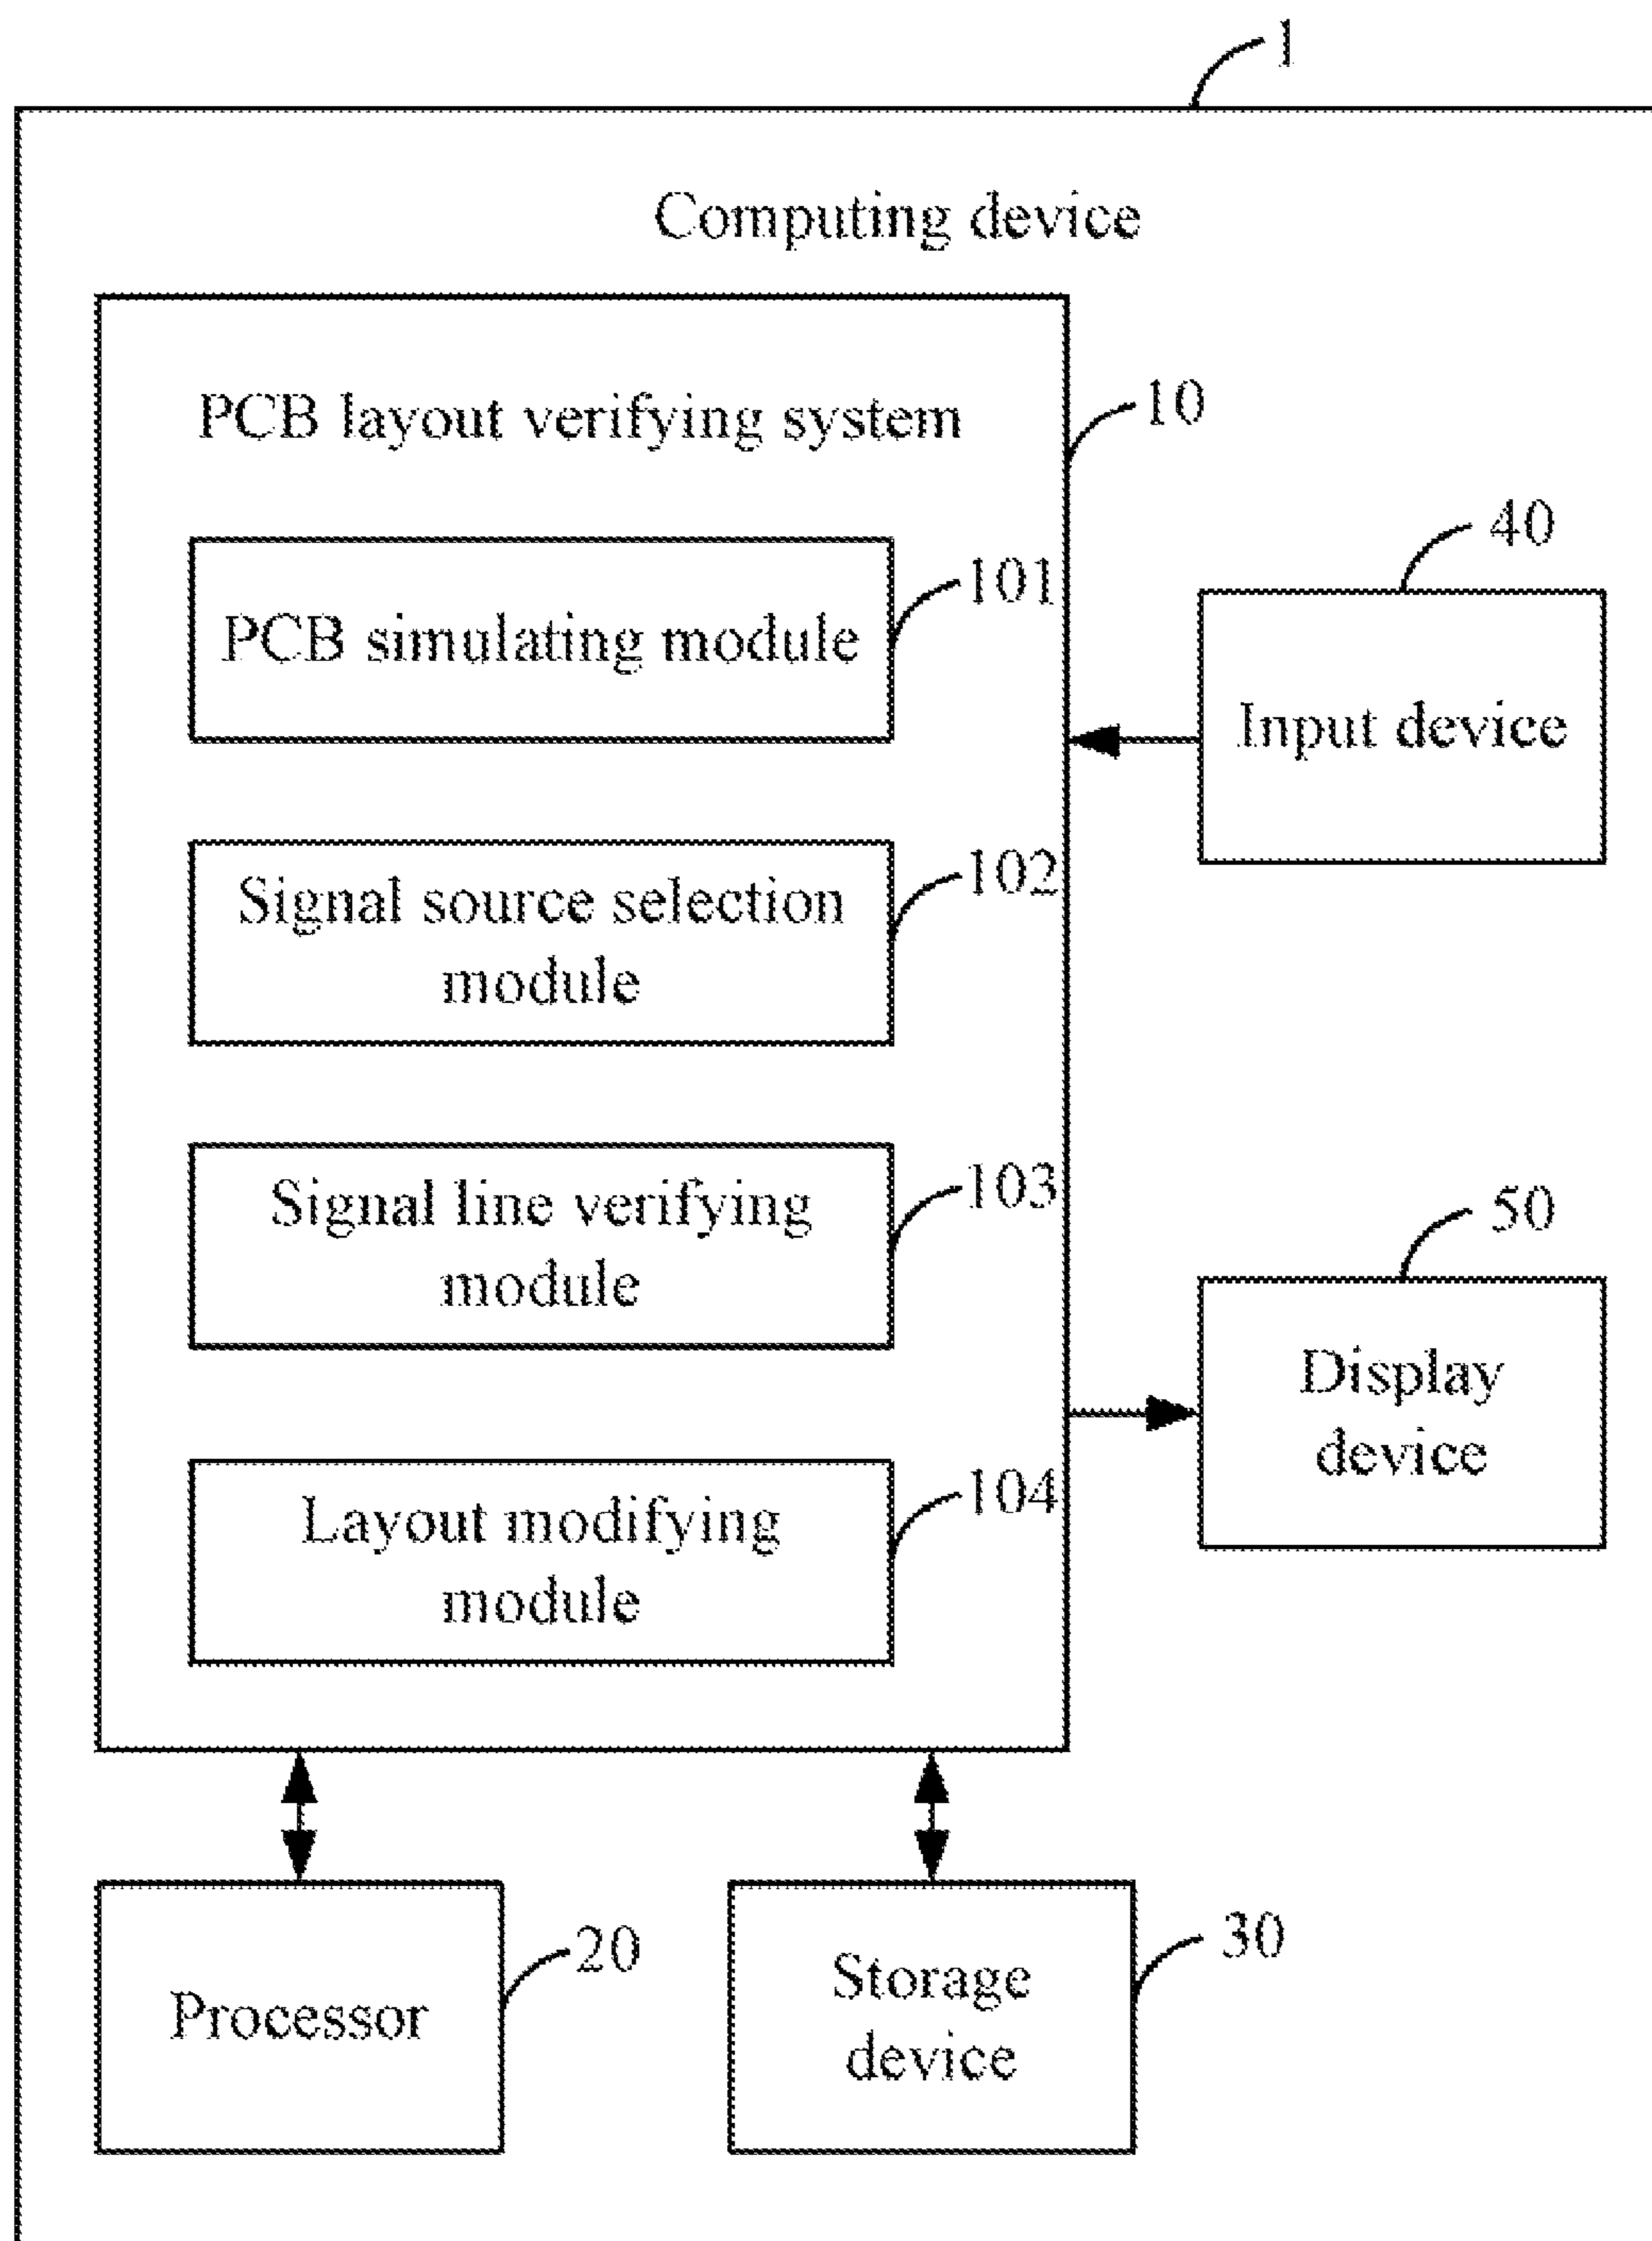 1
Computing device
PCB layout verifying system
10
PCB simulating module
101
40
Input device
Signal source selection
module
102
Signal line verifying
module
103
50
Display
device
Layout modifying
module
104
Processor
20
Storage
device
30